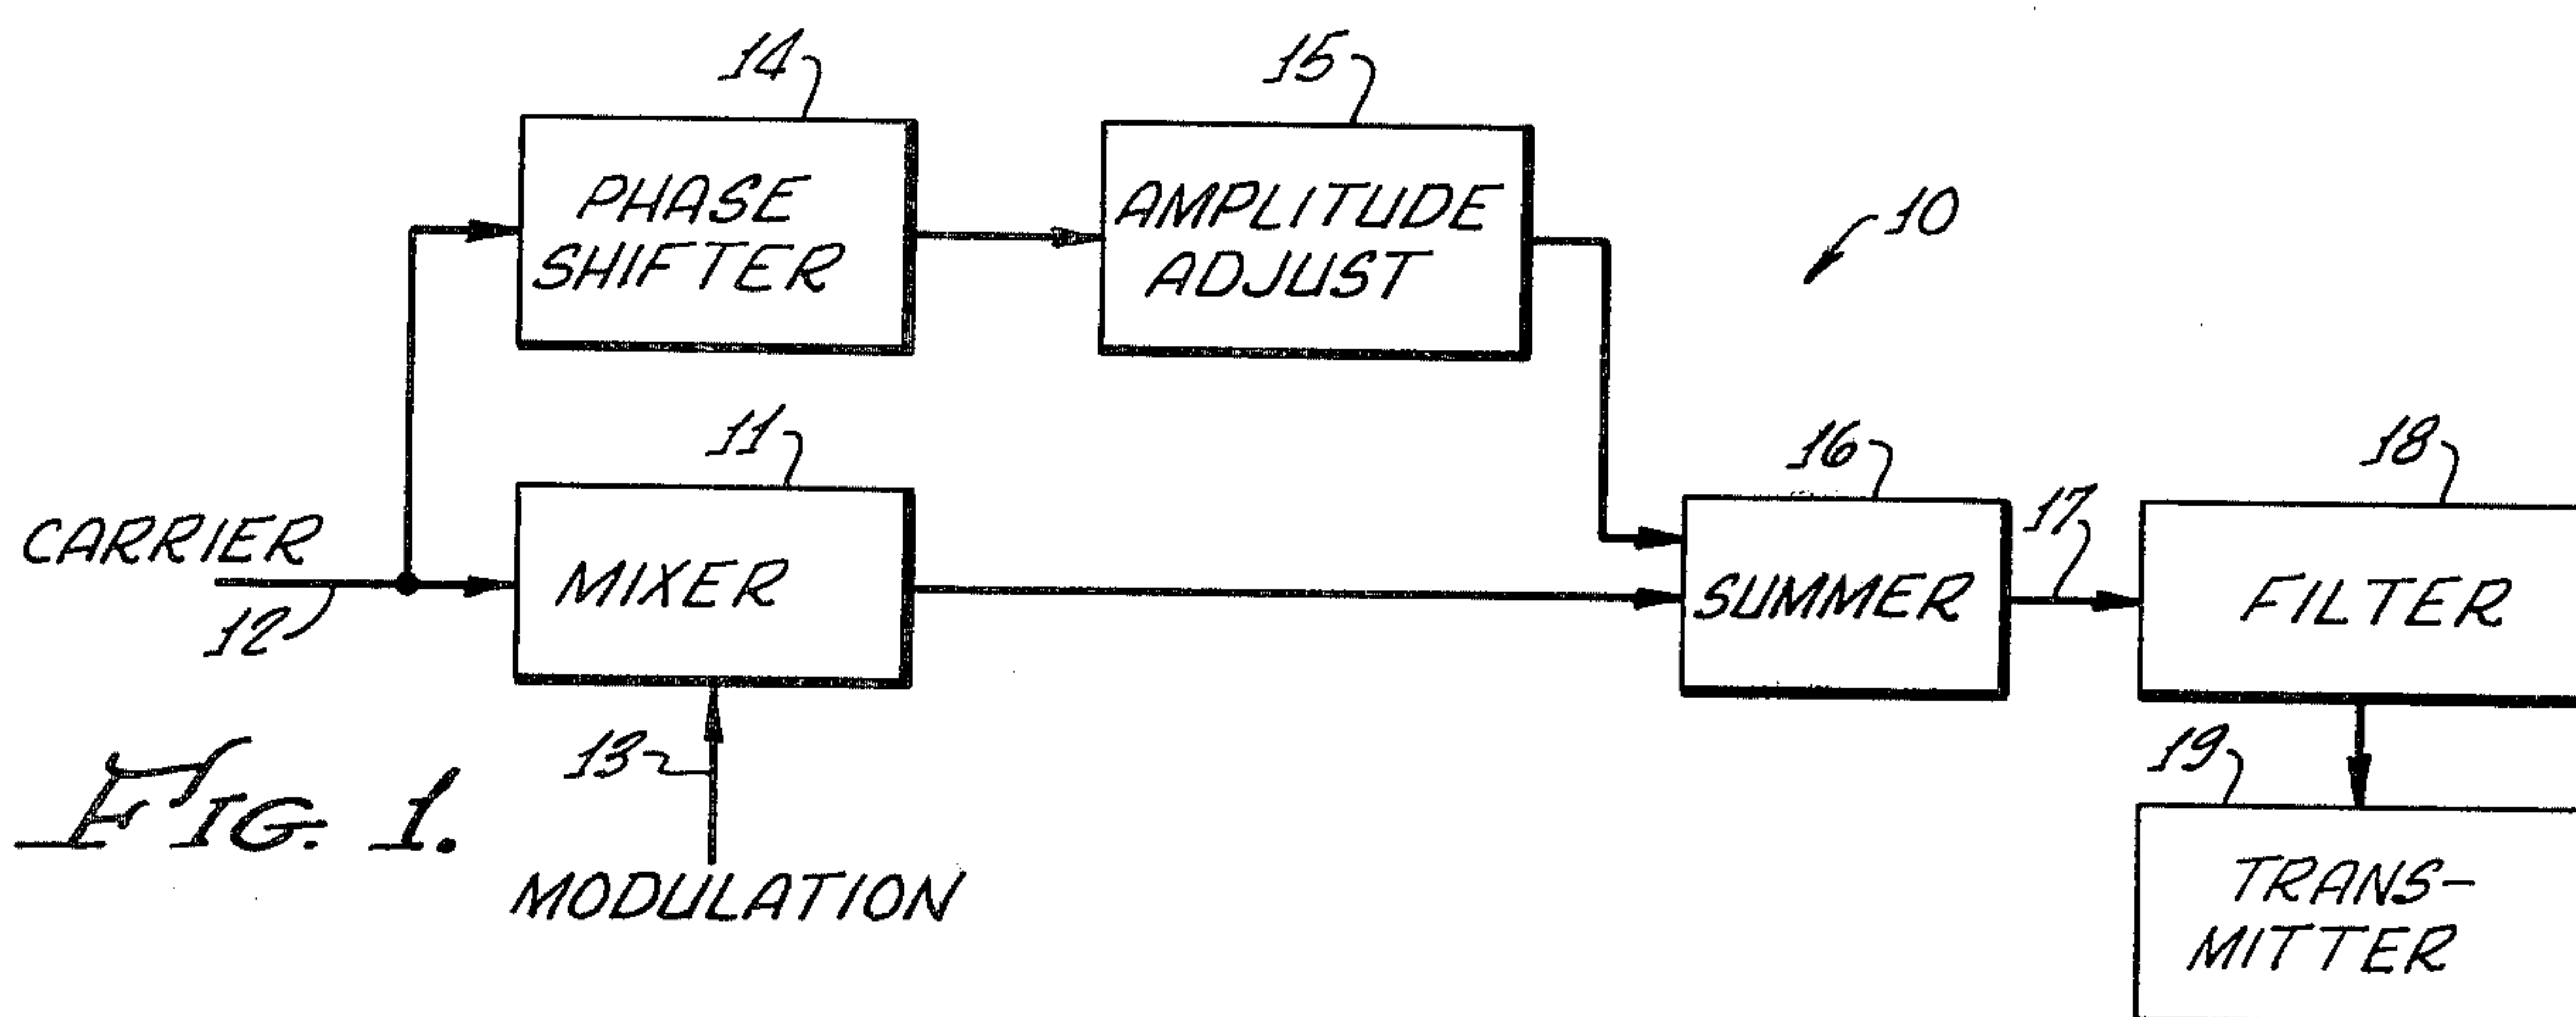 14
15
PHASE
SHIFTER
AMPLITUDE
ADJUST
10
11
16
17
18
CARRIER
12
MIXER
SUMMER
FILTER
13
MODULATION
19
TRANS-
MITTER
FIG. 1.